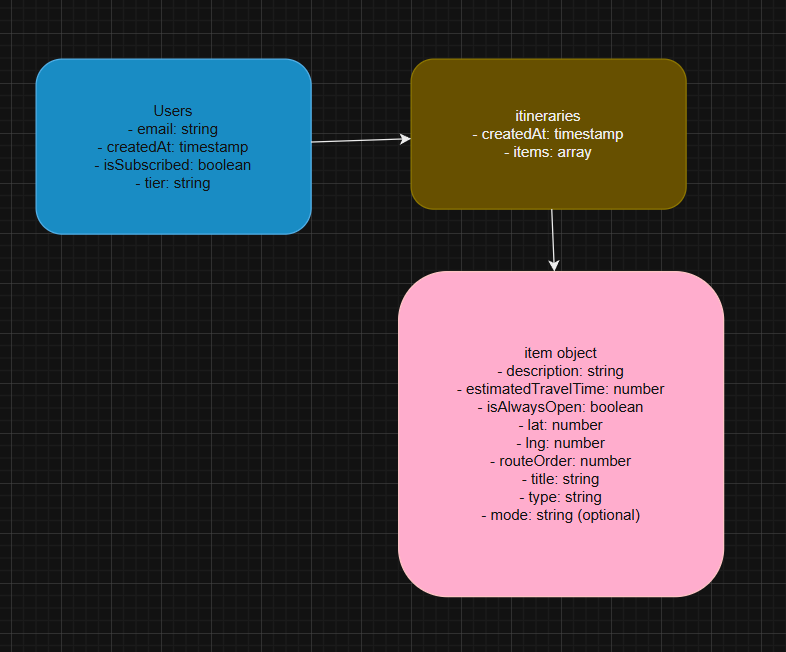 Users
- email: string
- createdAt: timestamp
- isSubscribed: boolean
- tier: string
itineraries
- createdAt: timestamp
- items: array
item object
- description: string
- estimatedTravelTime: number
- isAlwaysOpen: boolean
- lat: number
- lng: number
- routeOrder: number
- title: string
- type: string
- mode: string (optional)